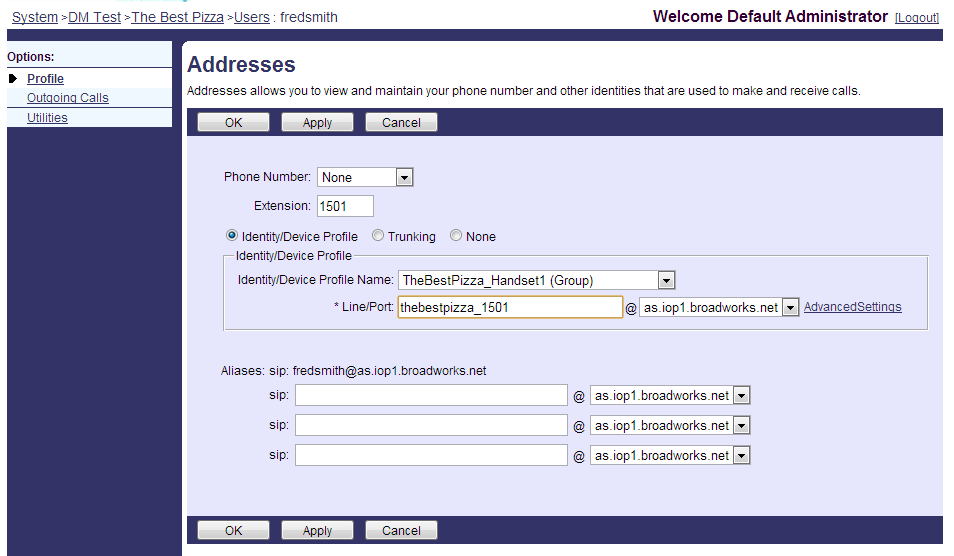 System >DM Test >The Best Pizza >Users : fredsmith
Welcome Default Administrator [Logout]
Options:
Profile
Outgoing Calls
Utilities
Addresses
Addresses allows you to view and maintain your phone number and other identities that are used to make and receive calls.
OK Apply Cancel
Phone Number: None
Extension: 1501
Identity/Device Profile Trunking None
Identity/Device Profile
Identity/Device Profile Name: TheBestPizza_Handset1 (Group)
* Line/Port: thebestpizza_1501 @ as.iop1.broadworks.net AdvancedSettings
Aliases: sip: fredsmith@as.iop1.broadworks.net
sip: @ as.iop1.broadworks.net
sip: @ as.iop1.broadworks.net
sip: @ as.iop1.broadworks.net
OK Apply Cancel